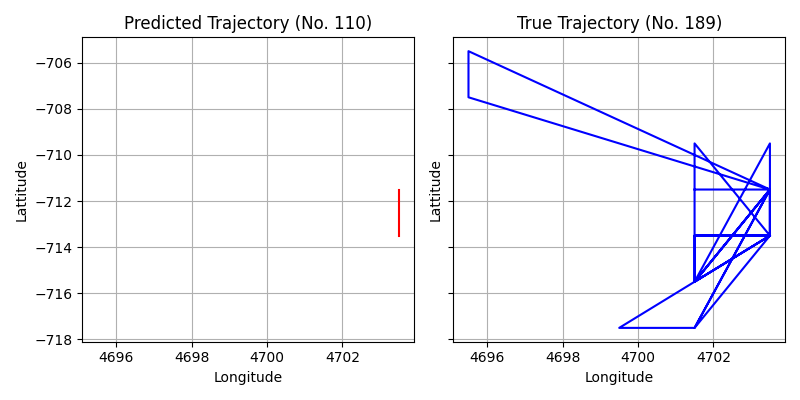 Predicted Trajectory (No. 110)
True Trajectory (No. 189)
−706
−708
−710
−712
−714
−716
−718
Lattitude
Lattitude
4696
4698
4700
4702
4696
4698
4700
4702
Longitude
Longitude